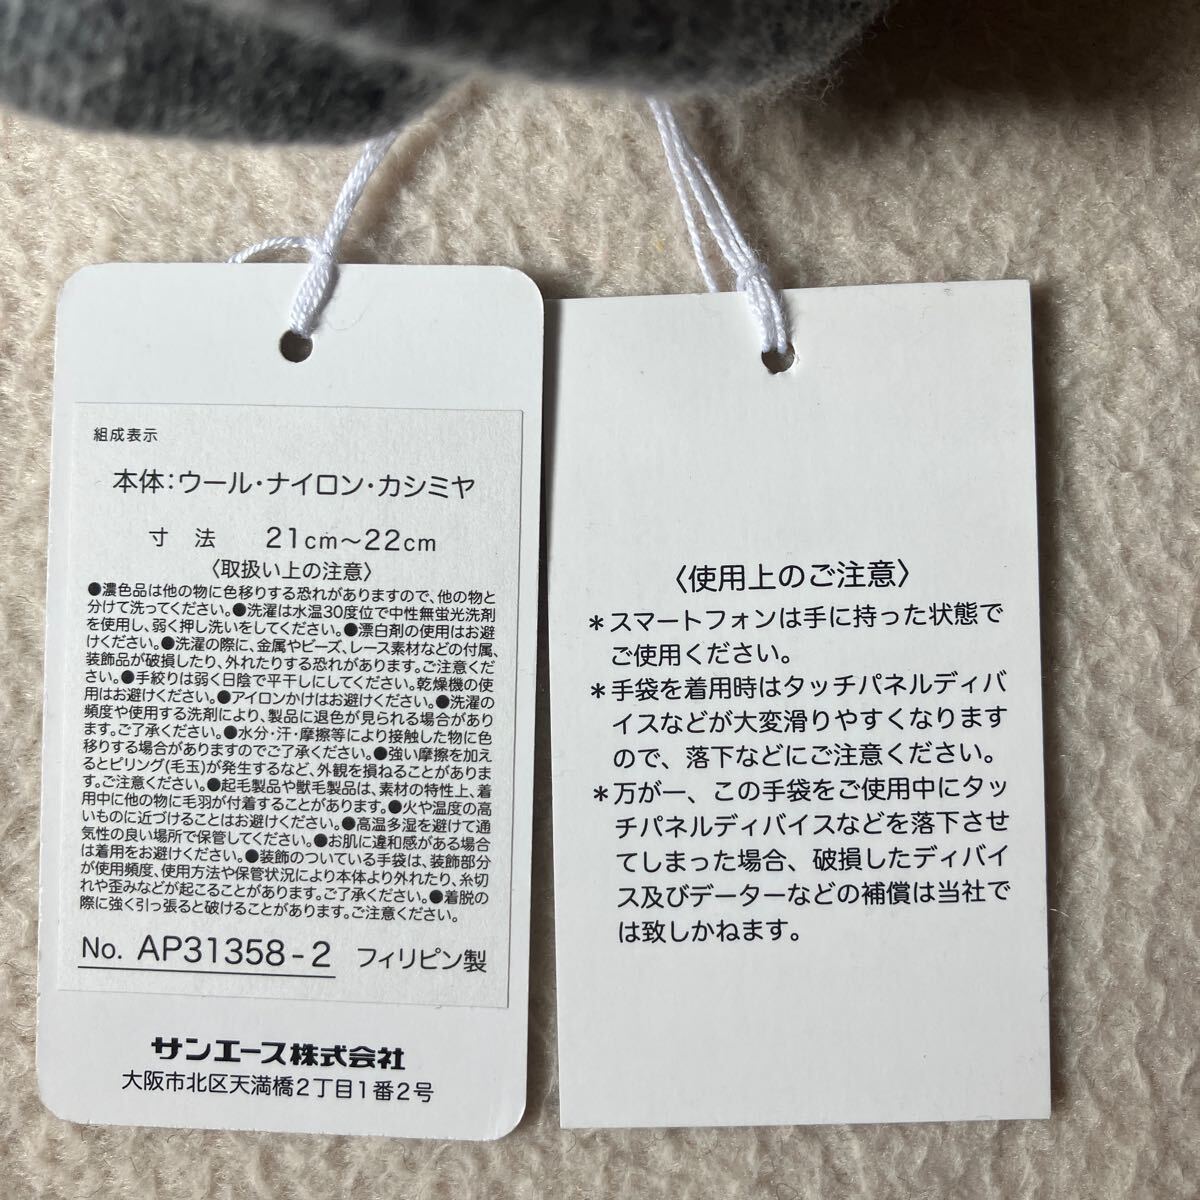 組成表示
本体：ウール・ナイロン・カシミヤ
寸 法 21cm～22cm
〈取扱い上の注意〉
●濃色品は他の物に色移りする恐れがありますので、他の物と
分けて洗ってください。●洗濯は水温30度位で中性無蛍光洗剤
を使用し、弱く押し洗いをしてください。●漂白剤の使用はお避
けください。●洗濯の際に、金属やビーズ、レース素材などの付属、
装飾品が破損したり、外れたりする恐れがあります。ご注意くだ
さい。●手絞りは弱く日陰で平干しにしてください。乾燥機の使
用はお避けください。●アイロンかけはお避けください。●洗濯の
頻度や使用する洗剤により、製品に退色が見られる場合があり
ます。ご了承ください。●水分・汗・摩擦等により接触した物に色
移りする場合がありますのでご了承ください。●強い摩擦を加え
るとピリング(毛玉)が発生するなど、外観を損ねることがありま
す。ご注意ください。●起毛製品や獣毛製品は、素材の特性上、着
用中に他の物に毛羽が付着することがあります。●火や温度の高
いものに近づけることはお避けください。●高温多湿を避けて通
気性の良い場所で保管してください。●お肌に違和感がある場合
は着用をお避けください。●装飾のついている手袋は、装飾部分
が使用頻度、使用方法や保管状況により本体より外れたり、糸切
れや歪みなどが起こることがあります。ご了承ください。●着脱の
際に強く引っ張ると破けることがあります。ご注意ください。
No. AP31358-2 フィリピン製
サンエース株式会社
大阪市北区天満橋2丁目1番2号
〈使用上のご注意〉
＊スマートフォンは手に持った状態で
ご使用ください。
＊手袋を着用時はタッチパネルディバ
イスなどが大変滑りやすくなります
ので、落下などにご注意ください。
＊万が一、この手袋をご使用中にタッ
チパネルディバイスなどを落下させ
てしまった場合、破損したディバイ
ス及びデーターなどの補償は当社で
は致しかねます。